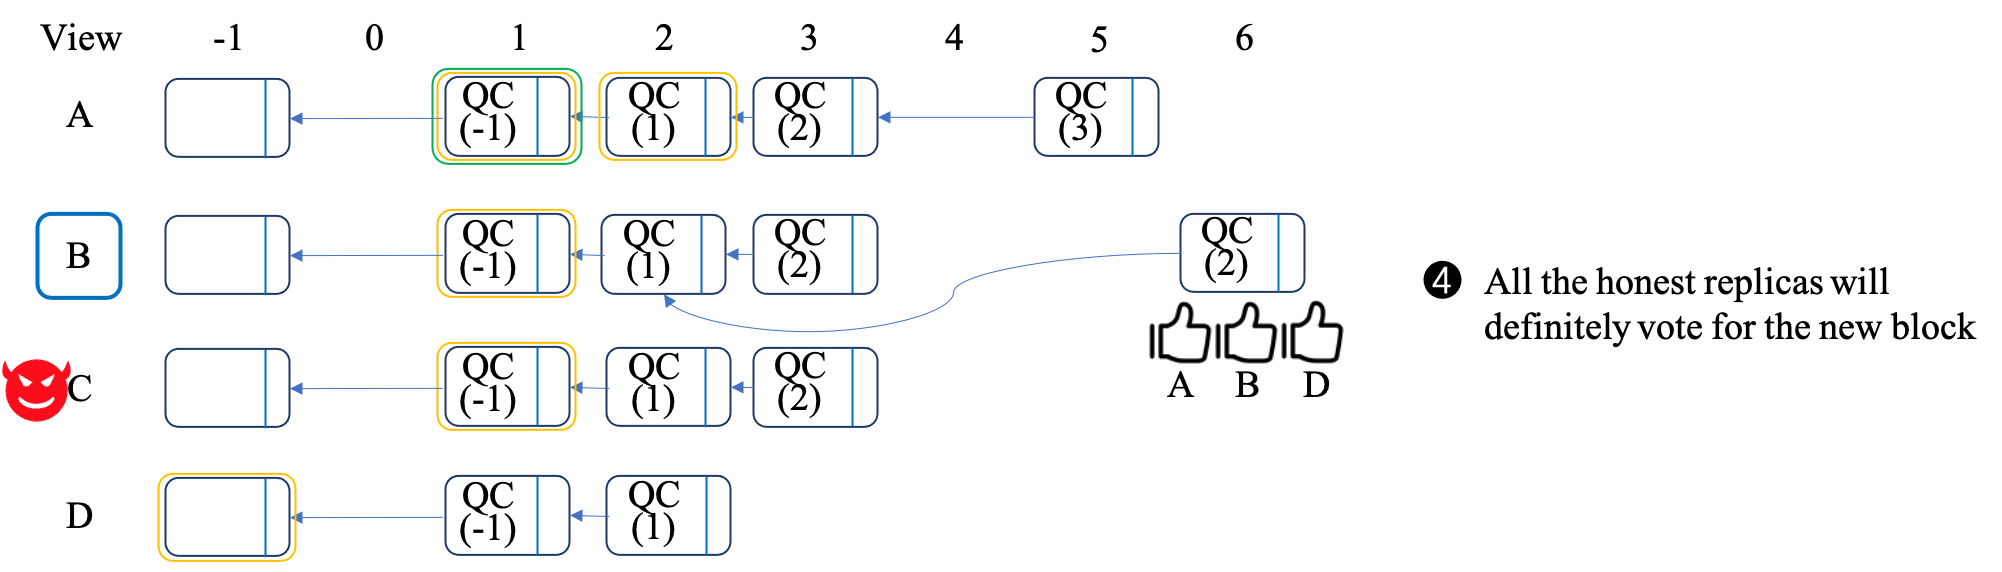 View -1 0 1 2 3 4 5 6
A QC QC QC QC
(-1) (1) (2) (3)
B QC QC QC QC
(-1) (1) (2) (2)
❹ All the honest replicas will
definitely vote for the new block
C QC QC QC
(-1) (1) (2)
A B D
D QC QC
(-1) (1)